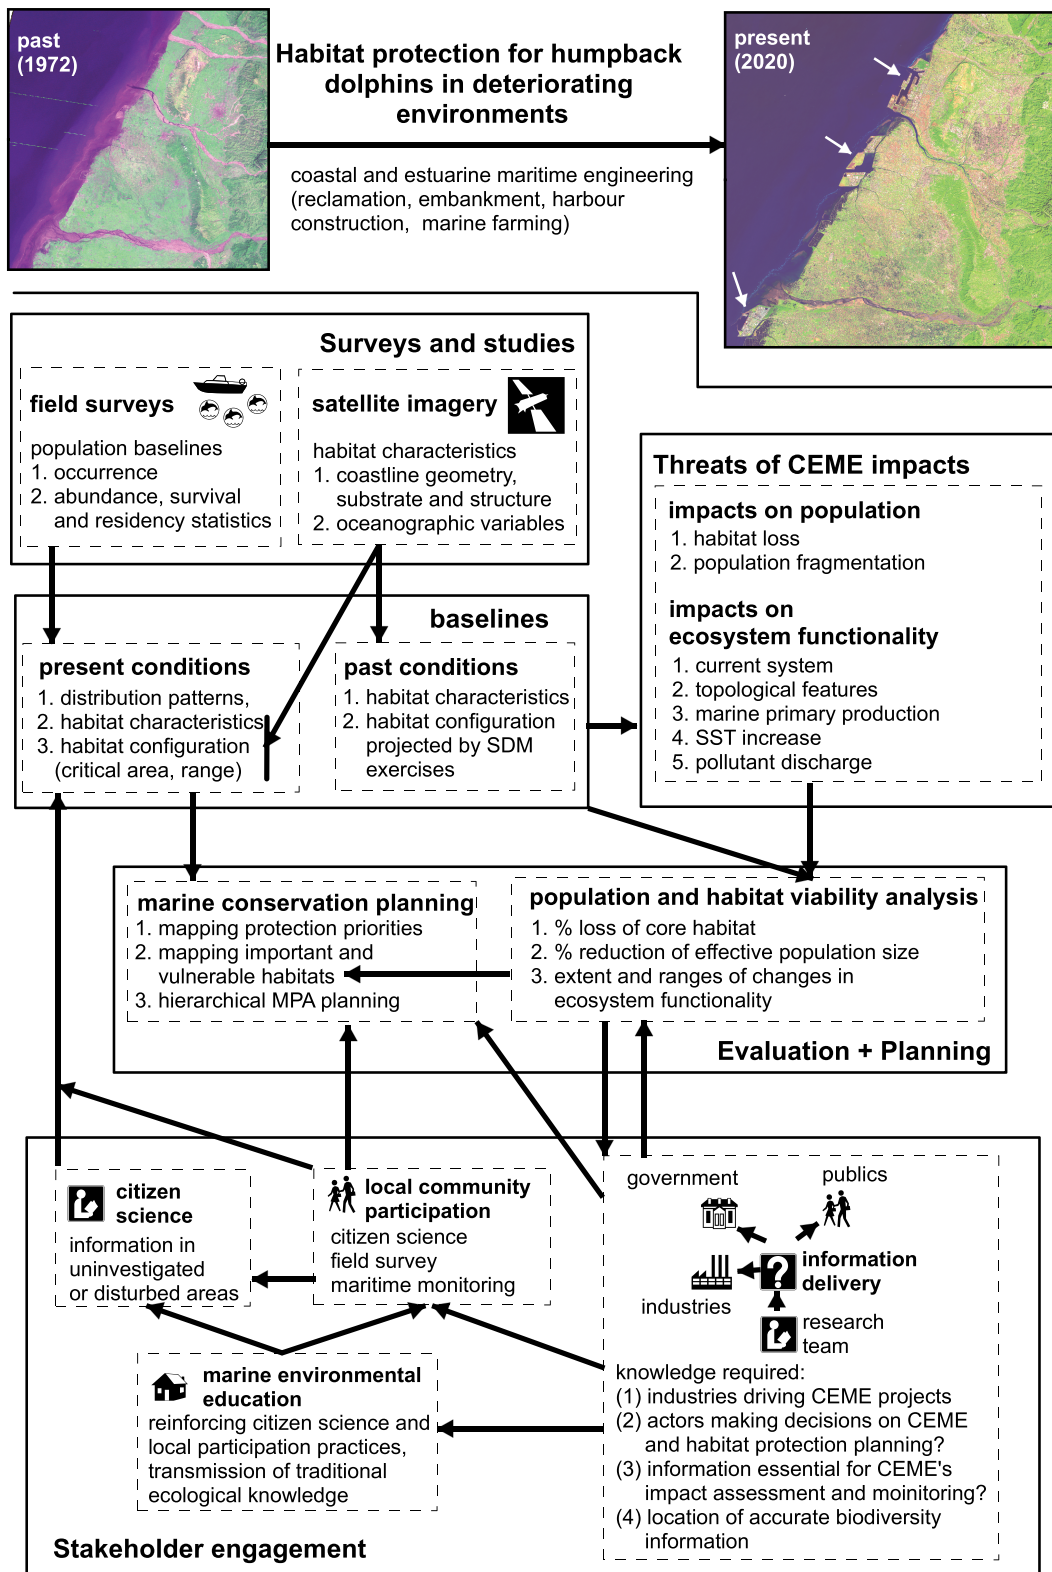 past
(1972)
Habitat protection for humpback
dolphins in deteriorating
environments
coastal and estuarine maritime engineering
(reclamation, embankment, harbour
construction, marine farming)
present
(2020)
Surveys and studies
field surveys
population baselines
1. occurrence
2. abundance, survival
and residency statistics
satellite imagery
habitat characteristics
1. coastline geometry,
substrate and structure
2. oceanographic variables
Threats of CEME impacts
impacts on population
1. habitat loss
2. population fragmentation
impacts on
ecosystem functionality
1. current system
2. topological features
3. marine primary production
4. SST increase
5. pollutant discharge
baselines
present conditions
1. distribution patterns,
2. habitat characteristics
3. habitat configuration
(critical area, range)
past conditions
1. habitat characteristics
2. habitat configuration
projected by SDM
exercises
marine conservation planning
1. mapping protection priorities
2. mapping important and
vulnerable habitats
3. hierarchical MPA planning
population and habitat viability analysis
1. % loss of core habitat
2. % reduction of effective population size
3. extent and ranges of changes in
ecosystem functionality
Evaluation + Planning
citizen
science
information in
uninvestigated
or disturbed areas
local community
participation
citizen science
field survey
maritime monitoring
government
publics
information
delivery
industries
research
team
knowledge required:
(1) industries driving CEME projects
(2) actors making decisions on CEME
and habitat protection planning?
(3) information essential for CEME's
impact assessment and moinitoring?
(4) location of accurate biodiversity
information
marine environmental
education
reinforcing citizen science and
local participation practices,
transmission of traditional
ecological knowledge
Stakeholder engagement